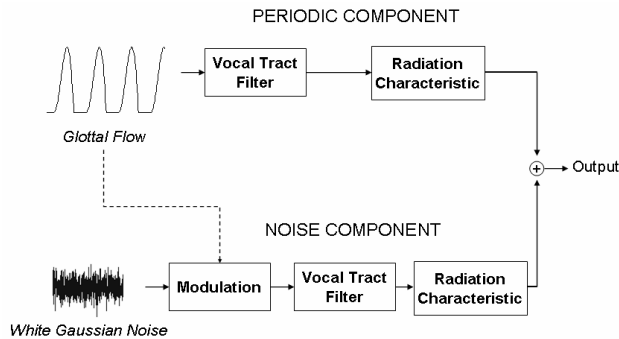 PERIODIC COMPONENT
Vocal Tract
Filter
Radiation
Characteristic
Glottal Flow
+
Output
NOISE COMPONENT
Modulation
Vocal Tract
Filter
Radiation
Characteristic
White Gaussian Noise